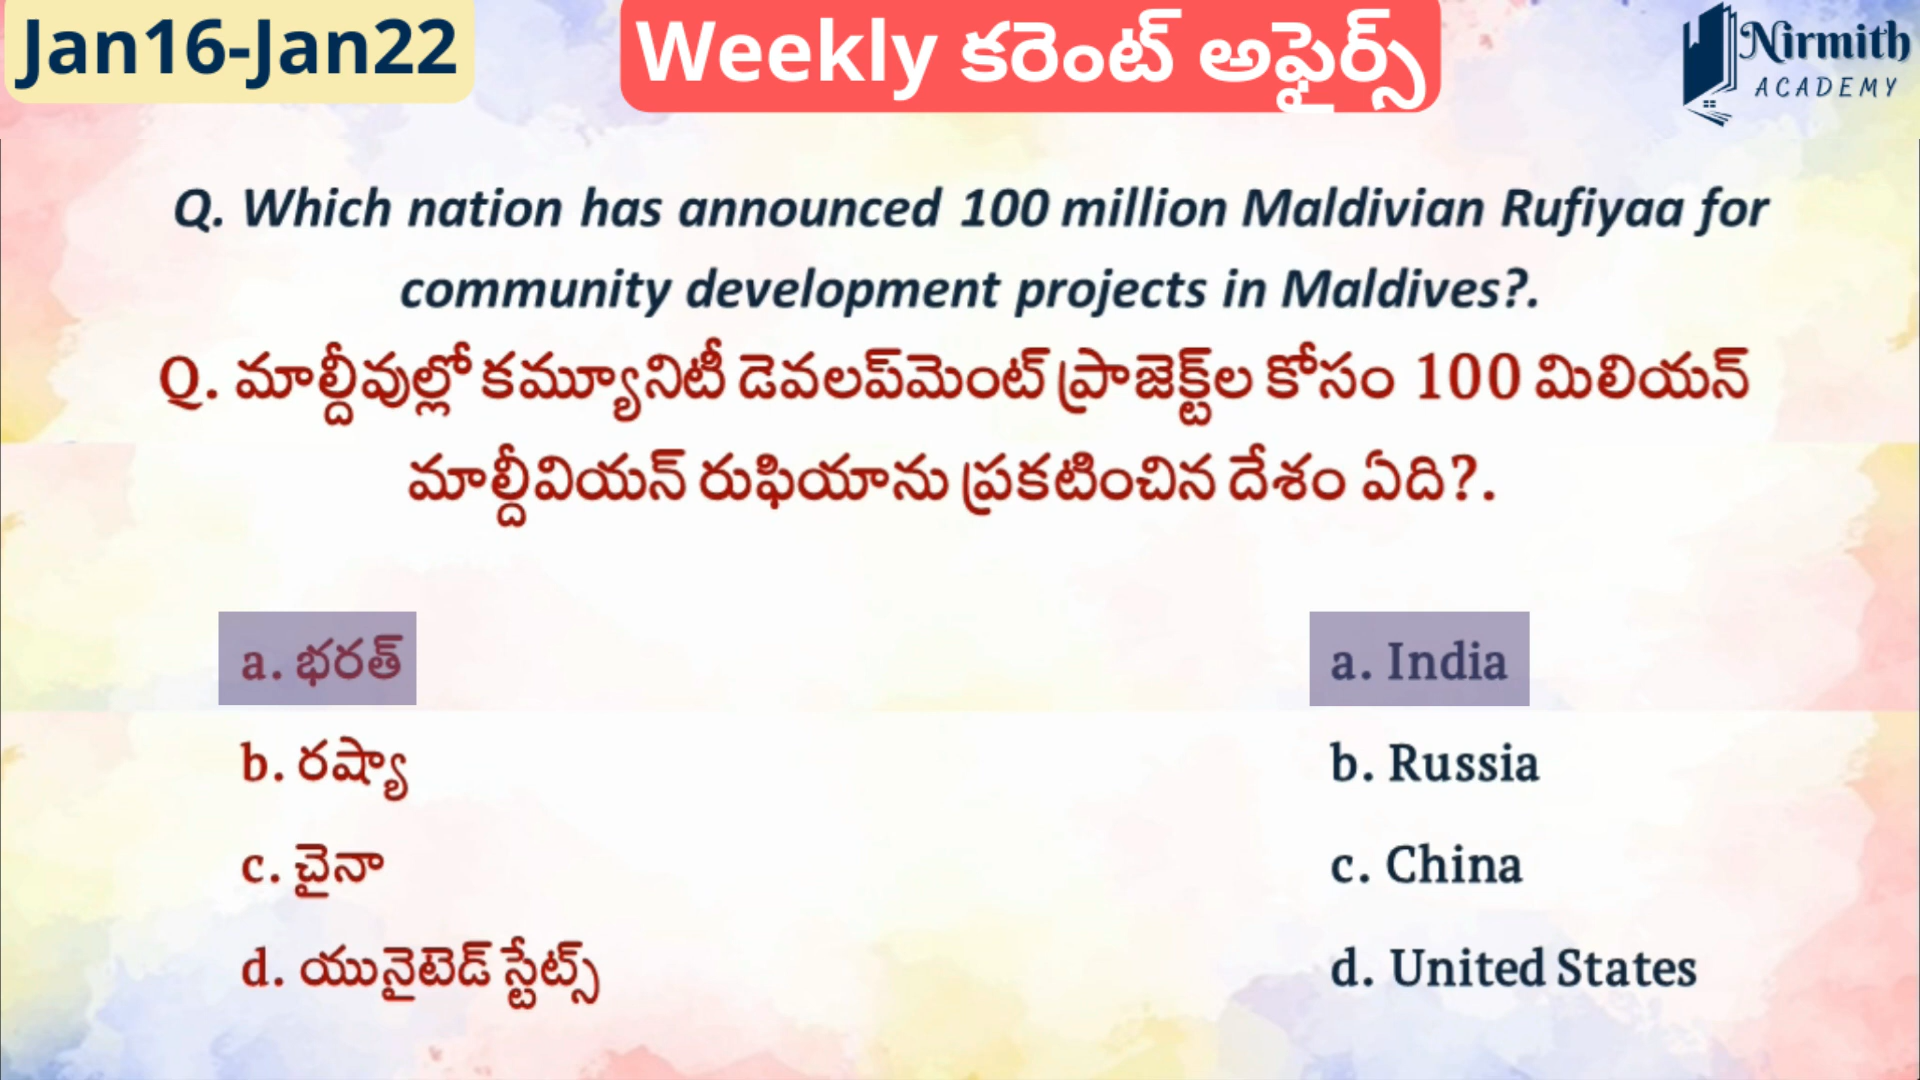 Jan16-Jan22
Weekly కరెంట్ అఫైర్స్
Nirmith
ACADEMY
Q. Which nation has announced 100 million Maldivian Rufiyaa for
community development projects in Maldives?.
Q. మాల్దీవుల్లో కమ్యూనిటీ డెవలప్‌మెంట్ ప్రాజెక్ట్‌ల కోసం 100 మిలియన్
మాల్దీవియన్ రుఫియాను ప్రకటించిన దేశం ఏది?.
a. భరత్
b. రష్యా
c. చైనా
d. యునైటెడ్ స్టేట్స్
a. India
b. Russia
c. China
d. United States